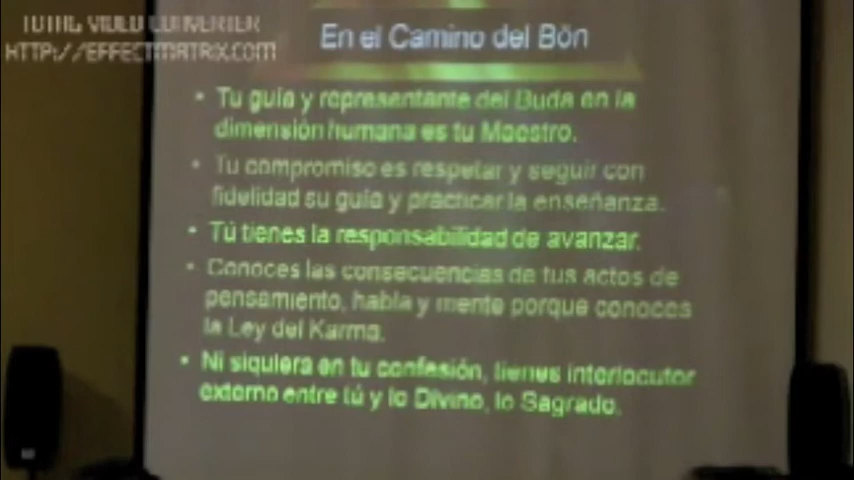 TOTAL VIDEO CONVERTER
HTTP://EFFECTMATRIX.COM
En el Camino del Bön
• Tu guía y representante del Buda en la
dimensión humana es tu Maestro.
• Tu compromiso es respetar y seguir con
fidelidad su guía y practicar la enseñanza.
• Tú tienes la responsabilidad de avanzar.
• Conoces las consecuencias de tus actos de
pensamiento, habla y mente porque conoces
la Ley del Karma.
• Ni siquiera en tu confesión, tienes interlocutor
externo entre tú y lo Divino, lo Sagrado.